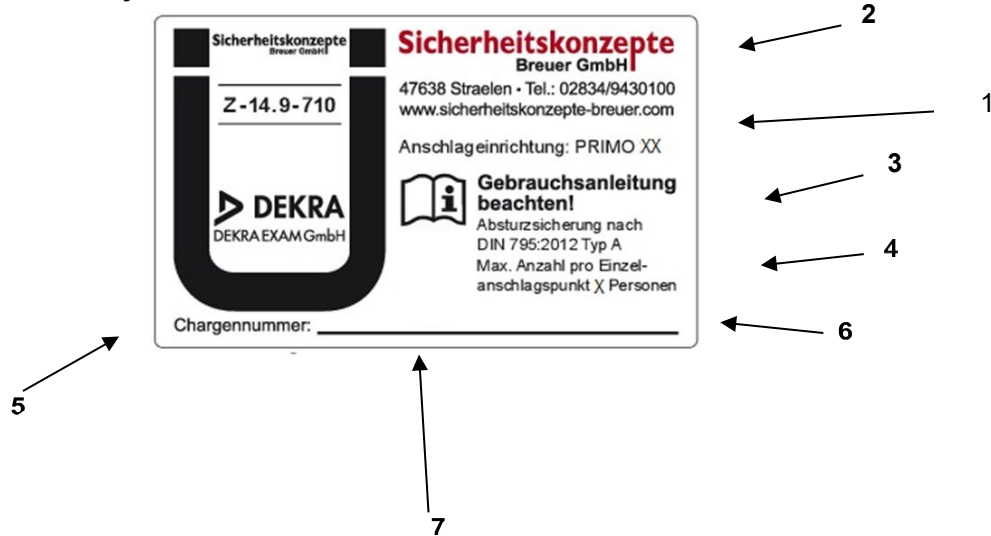 Sicherheitskonzepte
Breuer GmbH
Z-14.9-710
DEKRA
DEKRA EXAM GmbH
Sicherheitskonzepte
Breuer GmbH
47638 Straelen • Tel.: 02834/9430100
www.sicherheitskonzepte-breuer.com
Anschlageinrichtung: PRIMO XX
Gebrauchsanleitung
beachten!
Absturzsicherung nach
DIN 795:2012 Typ A
Max. Anzahl pro Einzel-
anschlagspunkt X Personen
Chargennummer:
2
1
3
4
6
5
7